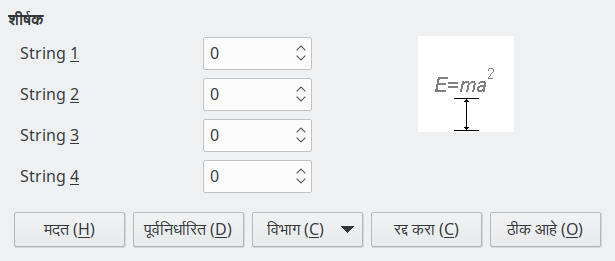 शीर्षक
String 1 0
String 2 0
String 3 0
String 4 0
E=ma2
मदत (H) पूर्वनिर्धारित (D) विभाग (C) रद्द करा (C) ठीक आहे (O)